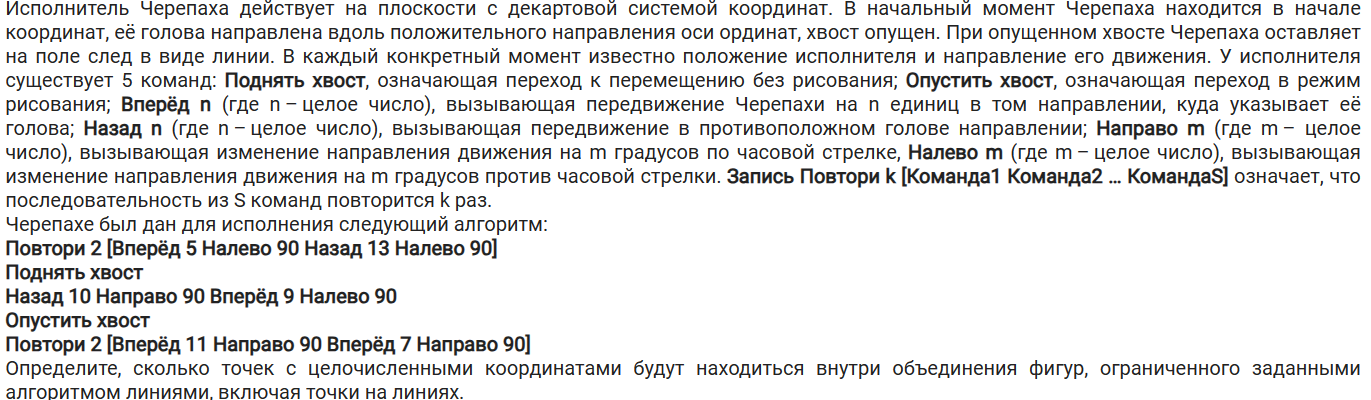 Исполнитель Черепаха действует на плоскости с декартовой системой координат. В начальный момент Черепаха находится в начале
координат, её голова направлена вдоль положительного направления оси ординат, хвост опущен. При опущенном хвосте Черепаха оставляет
на поле след в виде линии. В каждый конкретный момент известно положение исполнителя и направление его движения. У исполнителя
существует 5 команд: Поднять хвост, означающая переход к перемещению без рисования; Опустить хвост, означающая переход в режим
рисования; Вперёд n (где n – целое число), вызывающая передвижение Черепахи на n единиц в том направлении, куда указывает её
голова; Назад n (где n – целое число), вызывающая передвижение в противоположном голове направлении; Направо m (где m – целое
число), вызывающая изменение направления движения на m градусов по часовой стрелке, Налево m (где m – целое число), вызывающая
изменение направления движения на m градусов против часовой стрелки. Запись Повтори k [Команда1 Команда2 … КомандаS] означает, что
последовательность из S команд повторится k раз.
Черепахе был дан для исполнения следующий алгоритм:
Повтори 2 [Вперёд 5 Налево 90 Назад 13 Налево 90]
Поднять хвост
Назад 10 Направо 90 Вперёд 9 Налево 90
Опустить хвост
Повтори 2 [Вперёд 11 Направо 90 Вперёд 7 Направо 90]
Определите, сколько точек с целочисленными координатами будут находиться внутри объединения фигур, ограниченного заданными
алгоритмом линиями, включая точки на линиях.